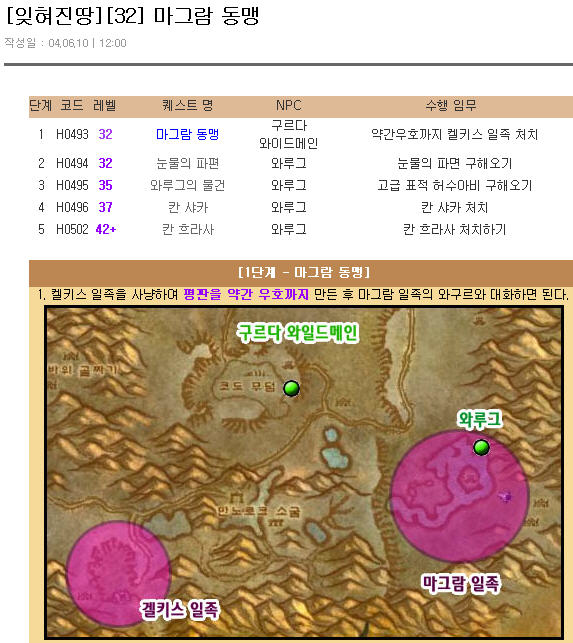 [잊혀진땅][32] 마그람 동맹
작성일 : 04.06.10 | 12:00
단계 코드 레벨 퀘스트 명 NPC 수행 임무
1 H0493 32 마그람 동맹 구르다 와이드메인 약간우호까지 켈키스 일족 처치
2 H0494 32 눈물의 파편 와루그 눈물의 파면 구해오기
3 H0495 35 와루그의 물건 와루그 고급 표적 허수아비 구해오기
4 H0496 37 칸 샤카 와루그 칸 샤카 처치
5 H0502 42+ 칸 흐라사 와루그 칸 흐라사 처치하기
[1단계 - 마그람 동맹]
1. 켈키스 일족을 사냥하여 평판을 약간 우호까지 만든 후 마그람 일족의 와구르와 대화하면 된다.
구르다 와일드메인
바위 골짜기
코도 무덤
와루그
만노로크 소굴
마그람 일족
겔키스 일족